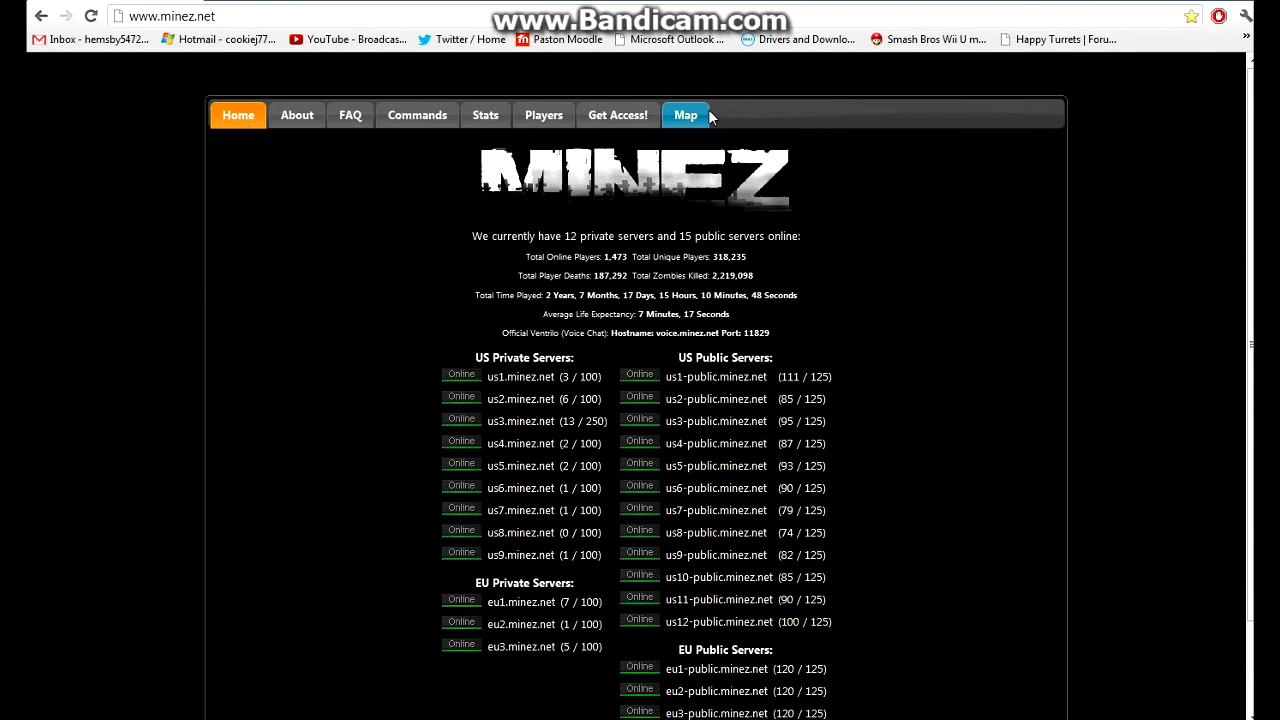 www.minez.net
www.Bandicam.com
Inbox - hemsby5472...
Hotmail - cookiej77...
YouTube - Broadcas...
Twitter / Home
Paston Moodle
Microsoft Outlook ...
Drivers and Downlo...
Smash Bros Wii U m...
Happy Turrets | Foru...
Home
About
FAQ
Commands
Stats
Players
Get Access!
Map
MINEZ
We currently have 12 private servers and 15 public servers online:
Total Online Players: 1,473 Total Unique Players: 318,235
Total Player Deaths: 187,292 Total Zombies Killed: 2,219,098
Total Time Played: 2 Years, 7 Months, 17 Days, 15 Hours, 10 Minutes, 48 Seconds
Average Life Expectancy: 7 Minutes, 17 Seconds
Official Ventrilo (Voice Chat): Hostname: voice.minez.net Port: 11829
US Private Servers:
Online us1.minez.net (3 / 100)
Online us2.minez.net (6 / 100)
Online us3.minez.net (13 / 250)
Online us4.minez.net (2 / 100)
Online us5.minez.net (2 / 100)
Online us6.minez.net (1 / 100)
Online us7.minez.net (1 / 100)
Online us8.minez.net (0 / 100)
Online us9.minez.net (1 / 100)
EU Private Servers:
Online eu1.minez.net (7 / 100)
Online eu2.minez.net (1 / 100)
Online eu3.minez.net (5 / 100)
US Public Servers:
Online us1-public.minez.net (111 / 125)
Online us2-public.minez.net (85 / 125)
Online us3-public.minez.net (95 / 125)
Online us4-public.minez.net (87 / 125)
Online us5-public.minez.net (93 / 125)
Online us6-public.minez.net (90 / 125)
Online us7-public.minez.net (79 / 125)
Online us8-public.minez.net (74 / 125)
Online us9-public.minez.net (82 / 125)
Online us10-public.minez.net (85 / 125)
Online us11-public.minez.net (90 / 125)
Online us12-public.minez.net (100 / 125)
EU Public Servers:
Online eu1-public.minez.net (120 / 125)
Online eu2-public.minez.net (120 / 125)
Online eu3-public.minez.net (120 / 125)